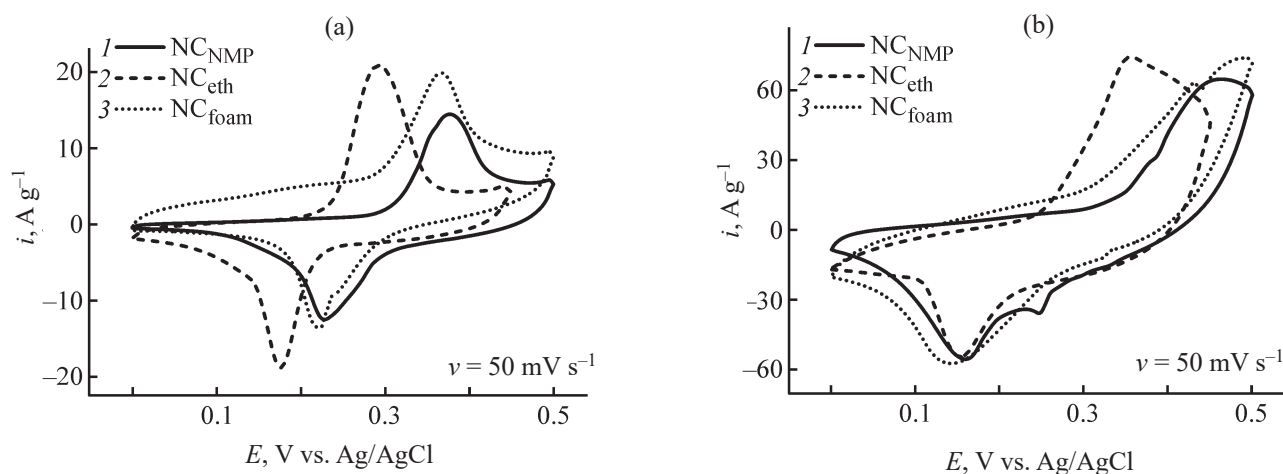 (a)
1 NC_NMP
2 NC_eth
3 NC_foam
i, A g⁻¹
20
10
0
–10
–20
v = 50 mV s⁻¹
0.1 0.3 0.5
E, V vs. Ag/AgCl
(b)
1 NC_NMP
2 NC_eth
3 NC_foam
i, A g⁻¹
60
30
0
–30
–60
v = 50 mV s⁻¹
0.1 0.3 0.5
E, V vs. Ag/AgCl